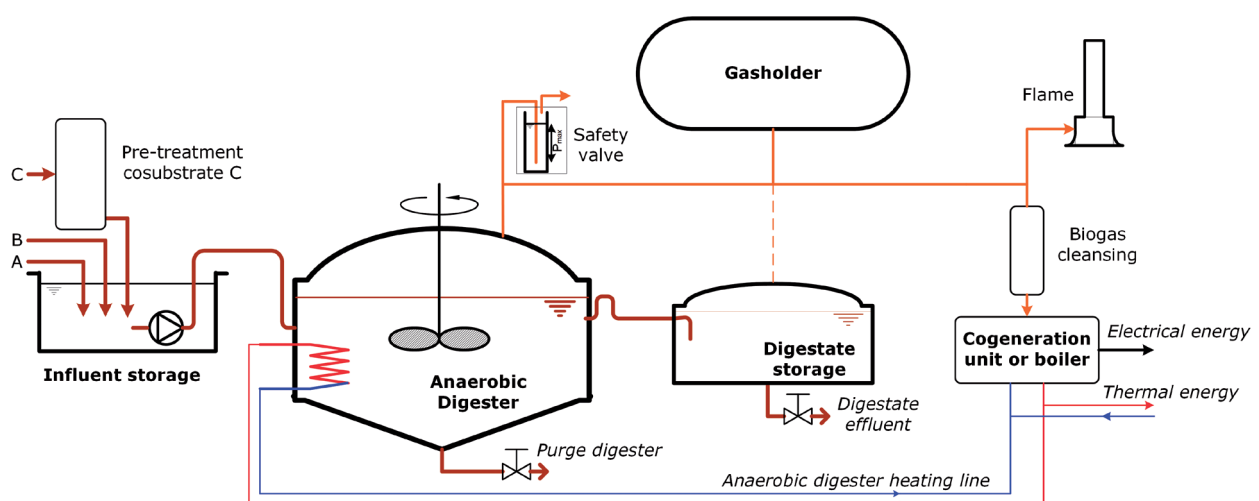 Gasholder
Flame
Safety
valve
Pmax
Pre-treatment
cosubstrate C
C
B
A
Biogas
cleansing
Influent storage
Anaerobic
Digester
Digestate
storage
Cogeneration
unit or boiler
Electrical energy
Thermal energy
Digestate
effluent
Purge digester
Anaerobic digester heating line